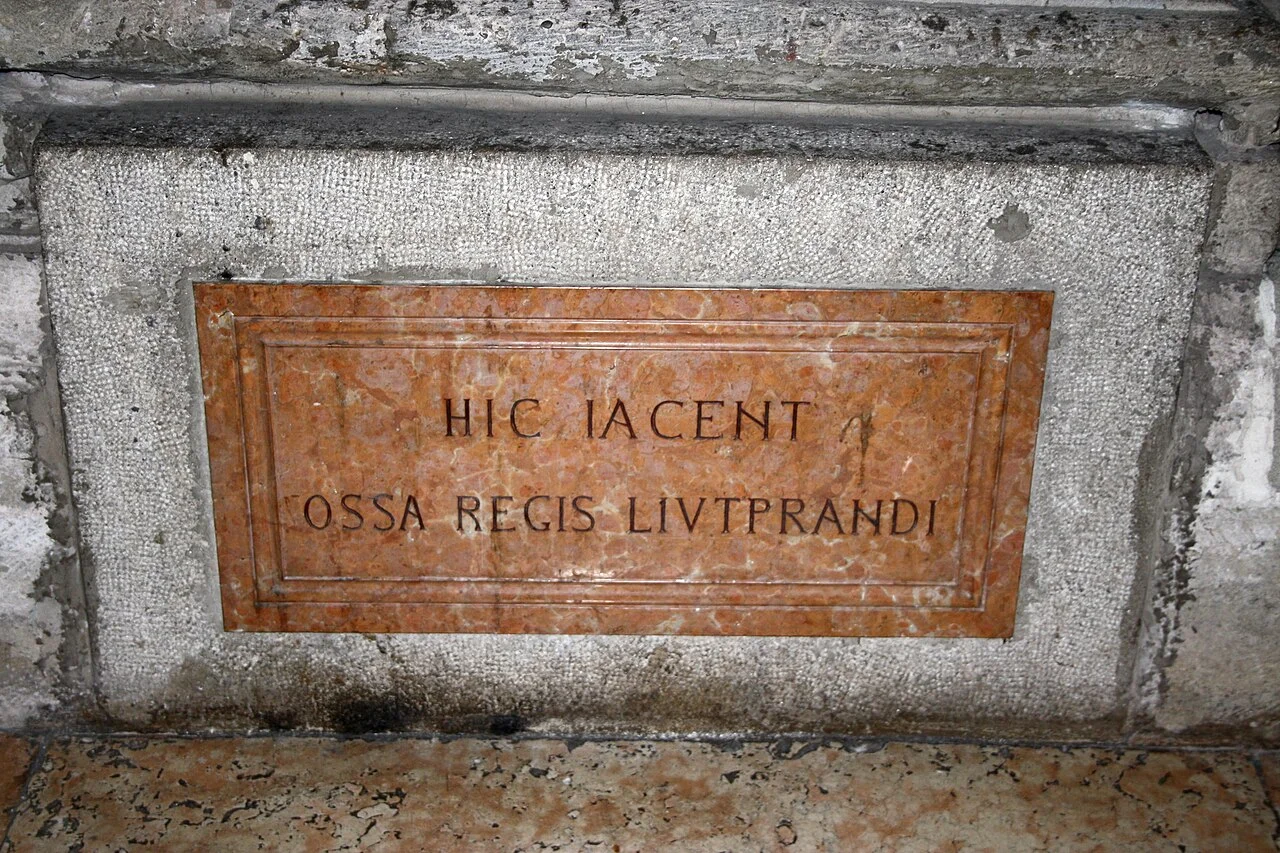 HIC IACENT
OSSA REGIS LIVTPRANDI